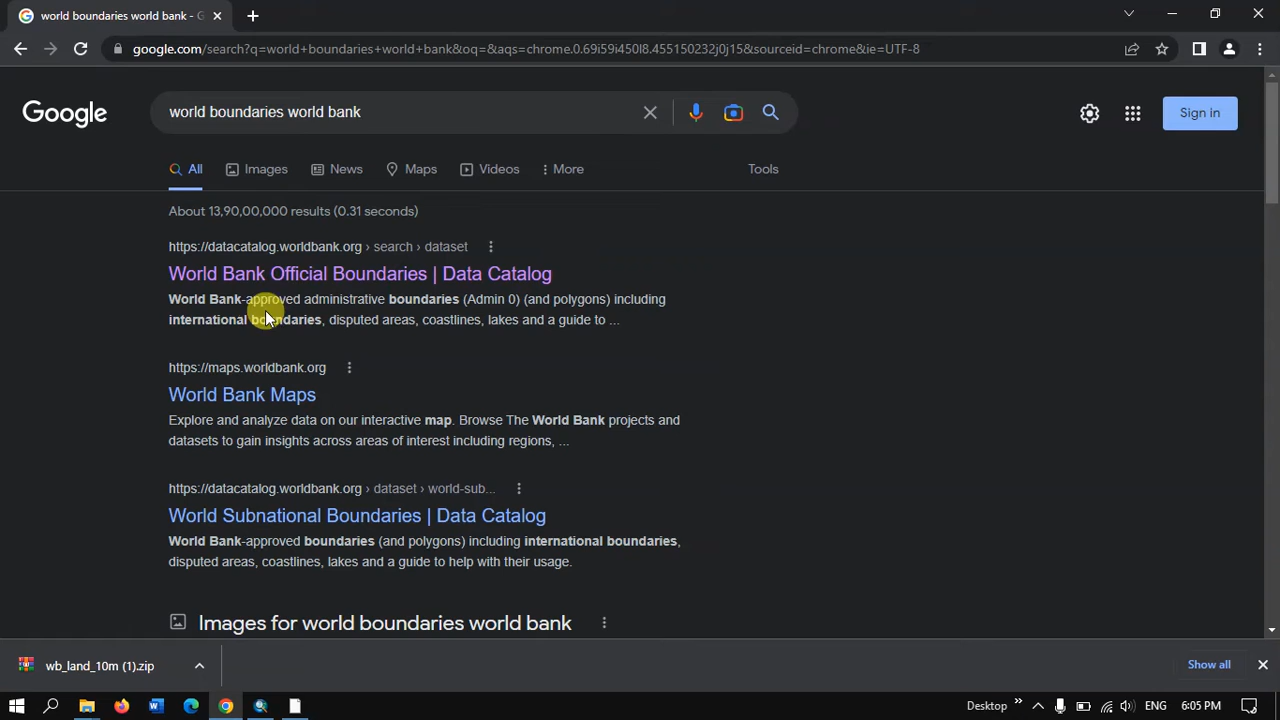 world boundaries world bank - G
google.com/search?q=world+boundaries+world+bank&oq=&aqs=chrome.0.69i59i450l8.455150232j0j15&sourceid=chrome&ie=UTF-8
Google
world boundaries world bank
Sign in
All
Images
News
Maps
Videos
More
Tools
About 13,90,00,000 results (0.31 seconds)
https://datacatalog.worldbank.org › search › dataset
World Bank Official Boundaries | Data Catalog
World Bank-approved administrative boundaries (Admin 0) (and polygons) including
international boundaries, disputed areas, coastlines, lakes and a guide to ...
https://maps.worldbank.org
World Bank Maps
Explore and analyze data on our interactive map. Browse The World Bank projects and
datasets to gain insights across areas of interest including regions, ...
https://datacatalog.worldbank.org › dataset › world-sub...
World Subnational Boundaries | Data Catalog
World Bank-approved boundaries (and polygons) including international boundaries,
disputed areas, coastlines, lakes and a guide to help with their usage.
Images for world boundaries world bank
wb_land_10m (1).zip
Show all
Desktop
ENG
6:05 PM